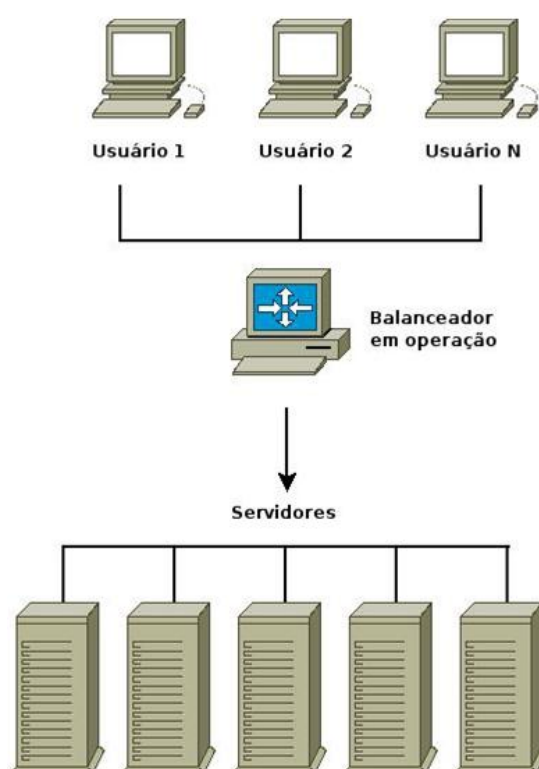 Usuário 1
Usuário 2
Usuário N
Balanceador
em operação
Servidores